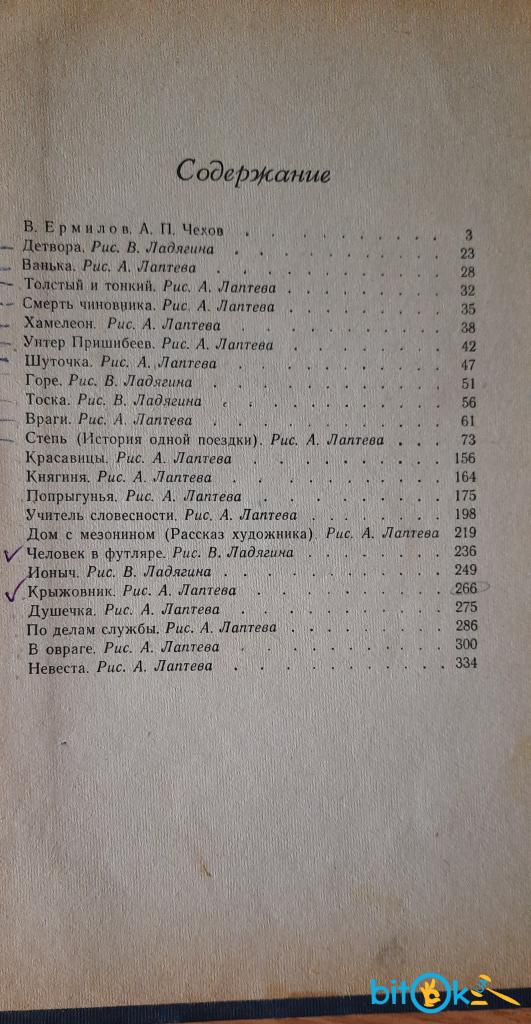 Содержание
В. Ермилов. А. П. Чехов . . . . . . . . . 3
Детвора. Рис. В. Ладягина . . . . . . . . 23
Ванька. Рис. А. Лаптева . . . . . . . . 28
Толстый и тонкий. Рис. А. Лаптева . . . . . . 32
Смерть чиновника. Рис. А. Лаптева . . . . . . 35
Хамелеон. Рис. А. Лаптева . . . . . . . . 38
Унтер Пришибеев. Рис. А. Лаптева . . . . . . 42
Шуточка. Рис. А. Лаптева . . . . . . . . 47
Горе. Рис. В. Ладягина . . . . . . . . . 51
Тоска. Рис. В. Ладягина . . . . . . . . 56
Враги. Рис. А. Лаптева . . . . . . . . 61
Степь (История одной поездки). Рис. А. Лаптева . . . 73
Красавицы. Рис. А. Лаптева . . . . . . . 156
Княгиня. Рис. А. Лаптева . . . . . . . . 164
Попрыгунья. Рис. А. Лаптева . . . . . . . 175
Учитель словесности. Рис. А. Лаптева . . . . . 198
Дом с мезонином (Рассказ художника). Рис. А. Лаптева 219
Человек в футляре. Рис. В. Ладягина . . . . . 236
Ионыч. Рис. В. Ладягина . . . . . . . . 249
Крыжовник. Рис. А. Лаптева . . . . . . . 266
Душечка. Рис. А. Лаптева . . . . . . . . 275
По делам службы. Рис. А. Лаптева . . . . . . 286
В овраге. Рис. А. Лаптева . . . . . . . . 300
Невеста. Рис. А. Лаптева . . . . . . . . 334
bitOk